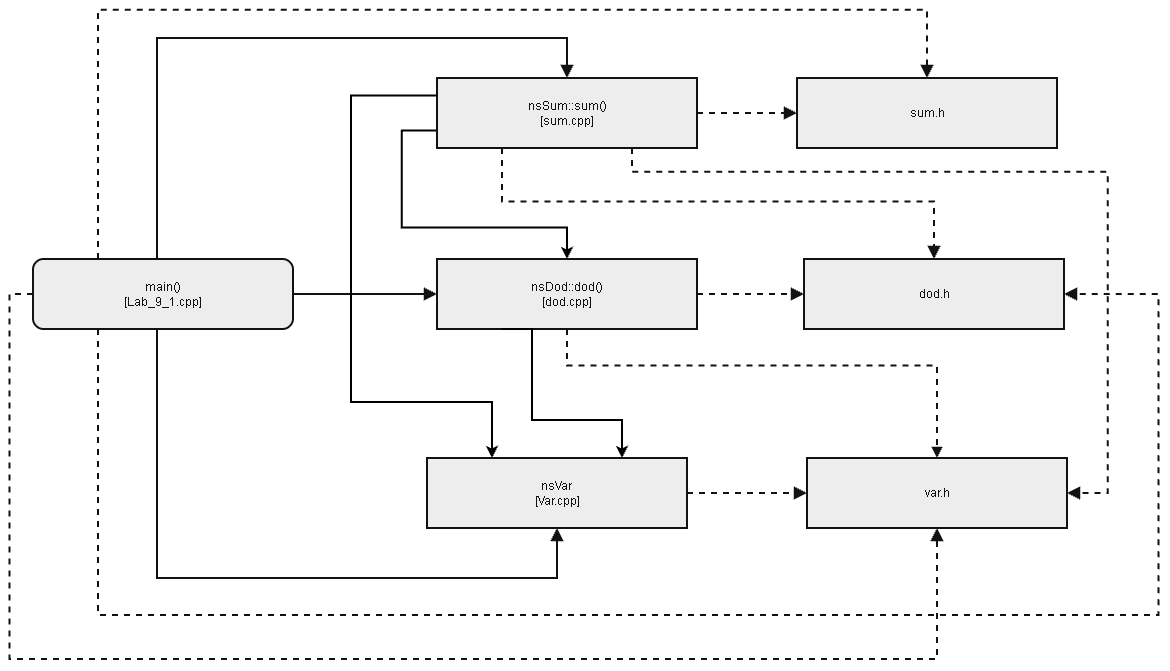 nsSum::sum()
[sum.cpp]
sum.h
main()
[Lab_9_1.cpp]
nsDod::dod()
[dod.cpp]
dod.h
nsVar
[Var.cpp]
var.h